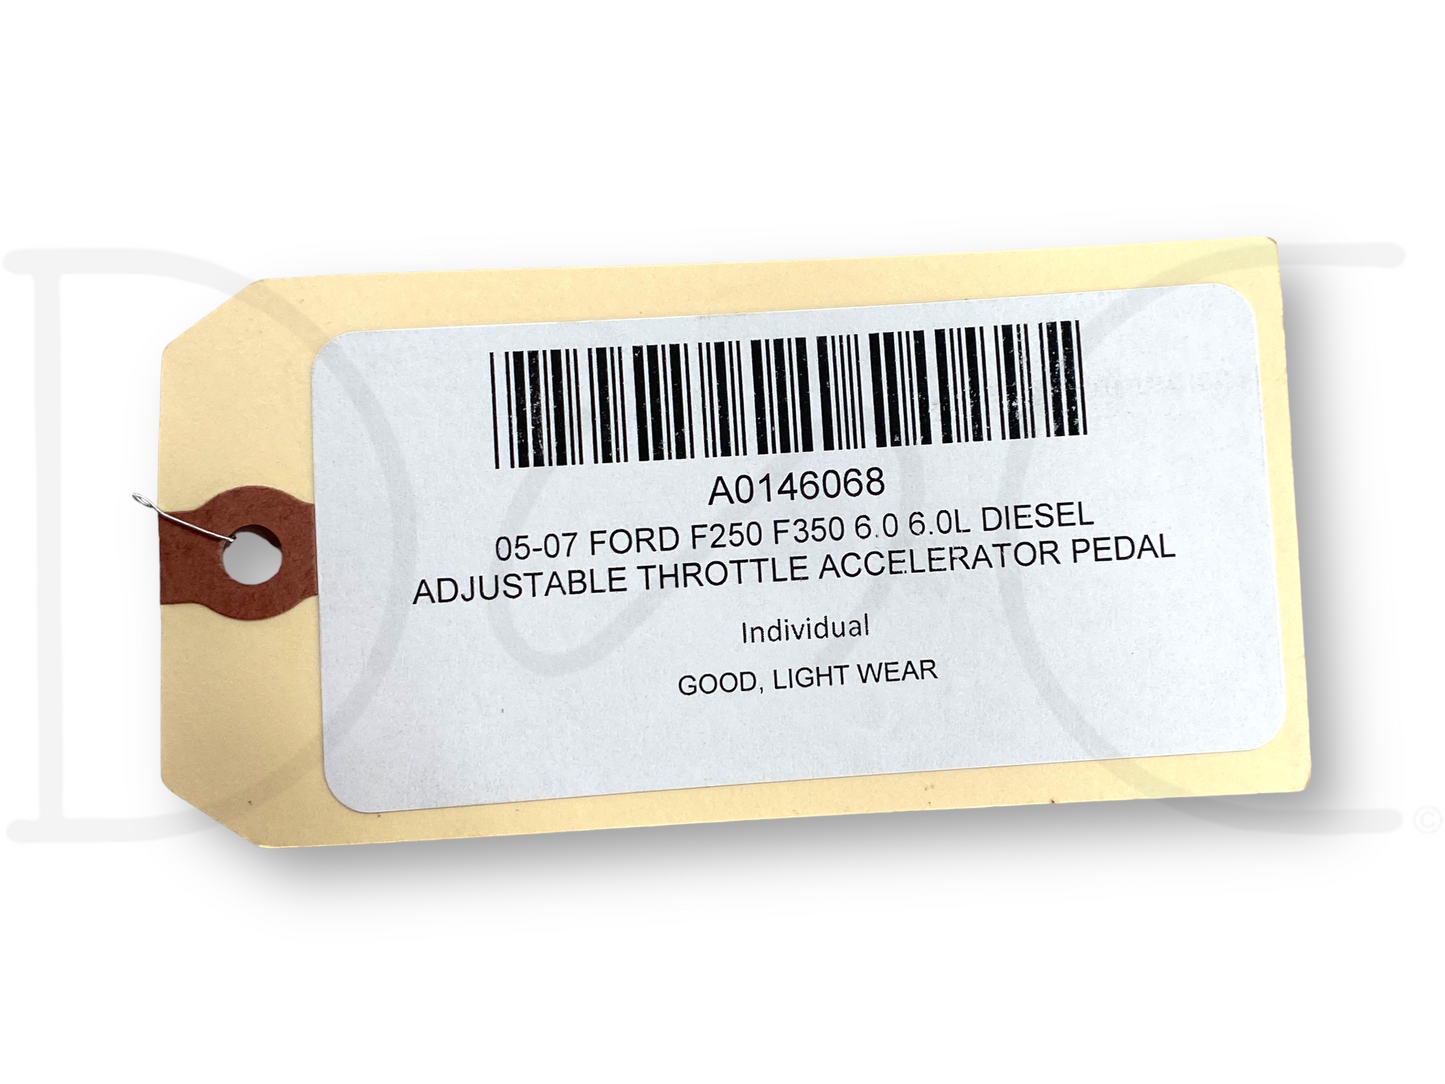 A0146068
05-07 FORD F250 F350 6.0 6.0L DIESEL
ADJUSTABLE THROTTLE ACCELERATOR PEDAL
Individual
GOOD, LIGHT WEAR
©